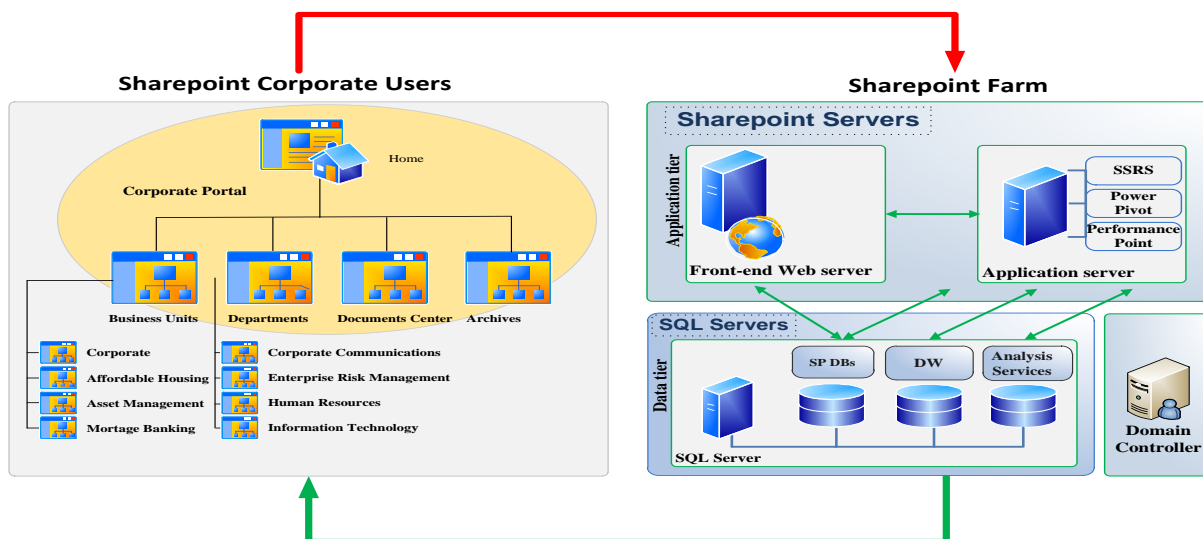 Sharepoint Corporate Users
Home
Corporate Portal
Business Units
Departments
Documents Center
Archives
Corporate
Affordable Housing
Asset Management
Mortage Banking
Corporate Communications
Enterprise Risk Management
Human Resources
Information Technology
Sharepoint Farm
Sharepoint Servers
Application tier
Front-end Web server
SSRS
Power
Pivot
Performance
Point
Application server
SQL Servers
Data tier
SP DBs
DW
Analysis
Services
SQL Server
Domain
Controller